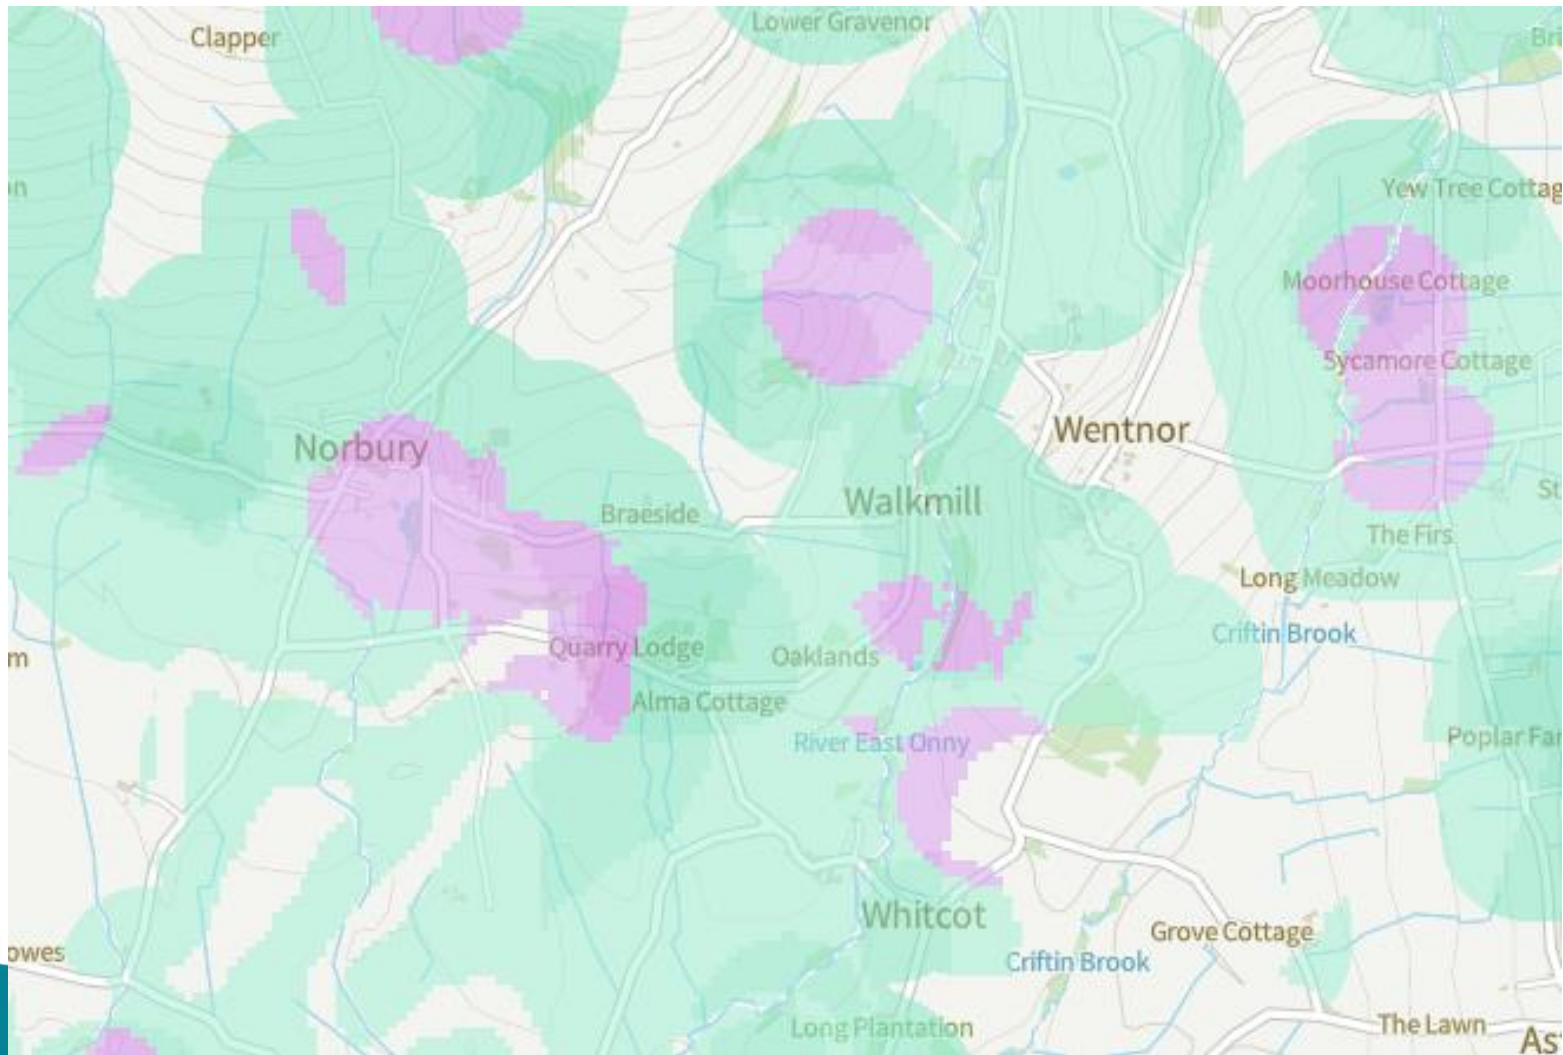 Lower Gravenor
Clapper
Yew Tree Cottag
Moorhouse Cottage
Sycamore Cottage
Wentnor
Norbury
Walkmill
Braeside
The Firs
Long Meadow
Criftin Brook
Quarry Lodge
Oaklands
m
Alma Cottage
River East Onny
Poplar Far
Whitcot
Grove Cottage
owes
Criftin Brook
Long Plantation
The Lawn
As